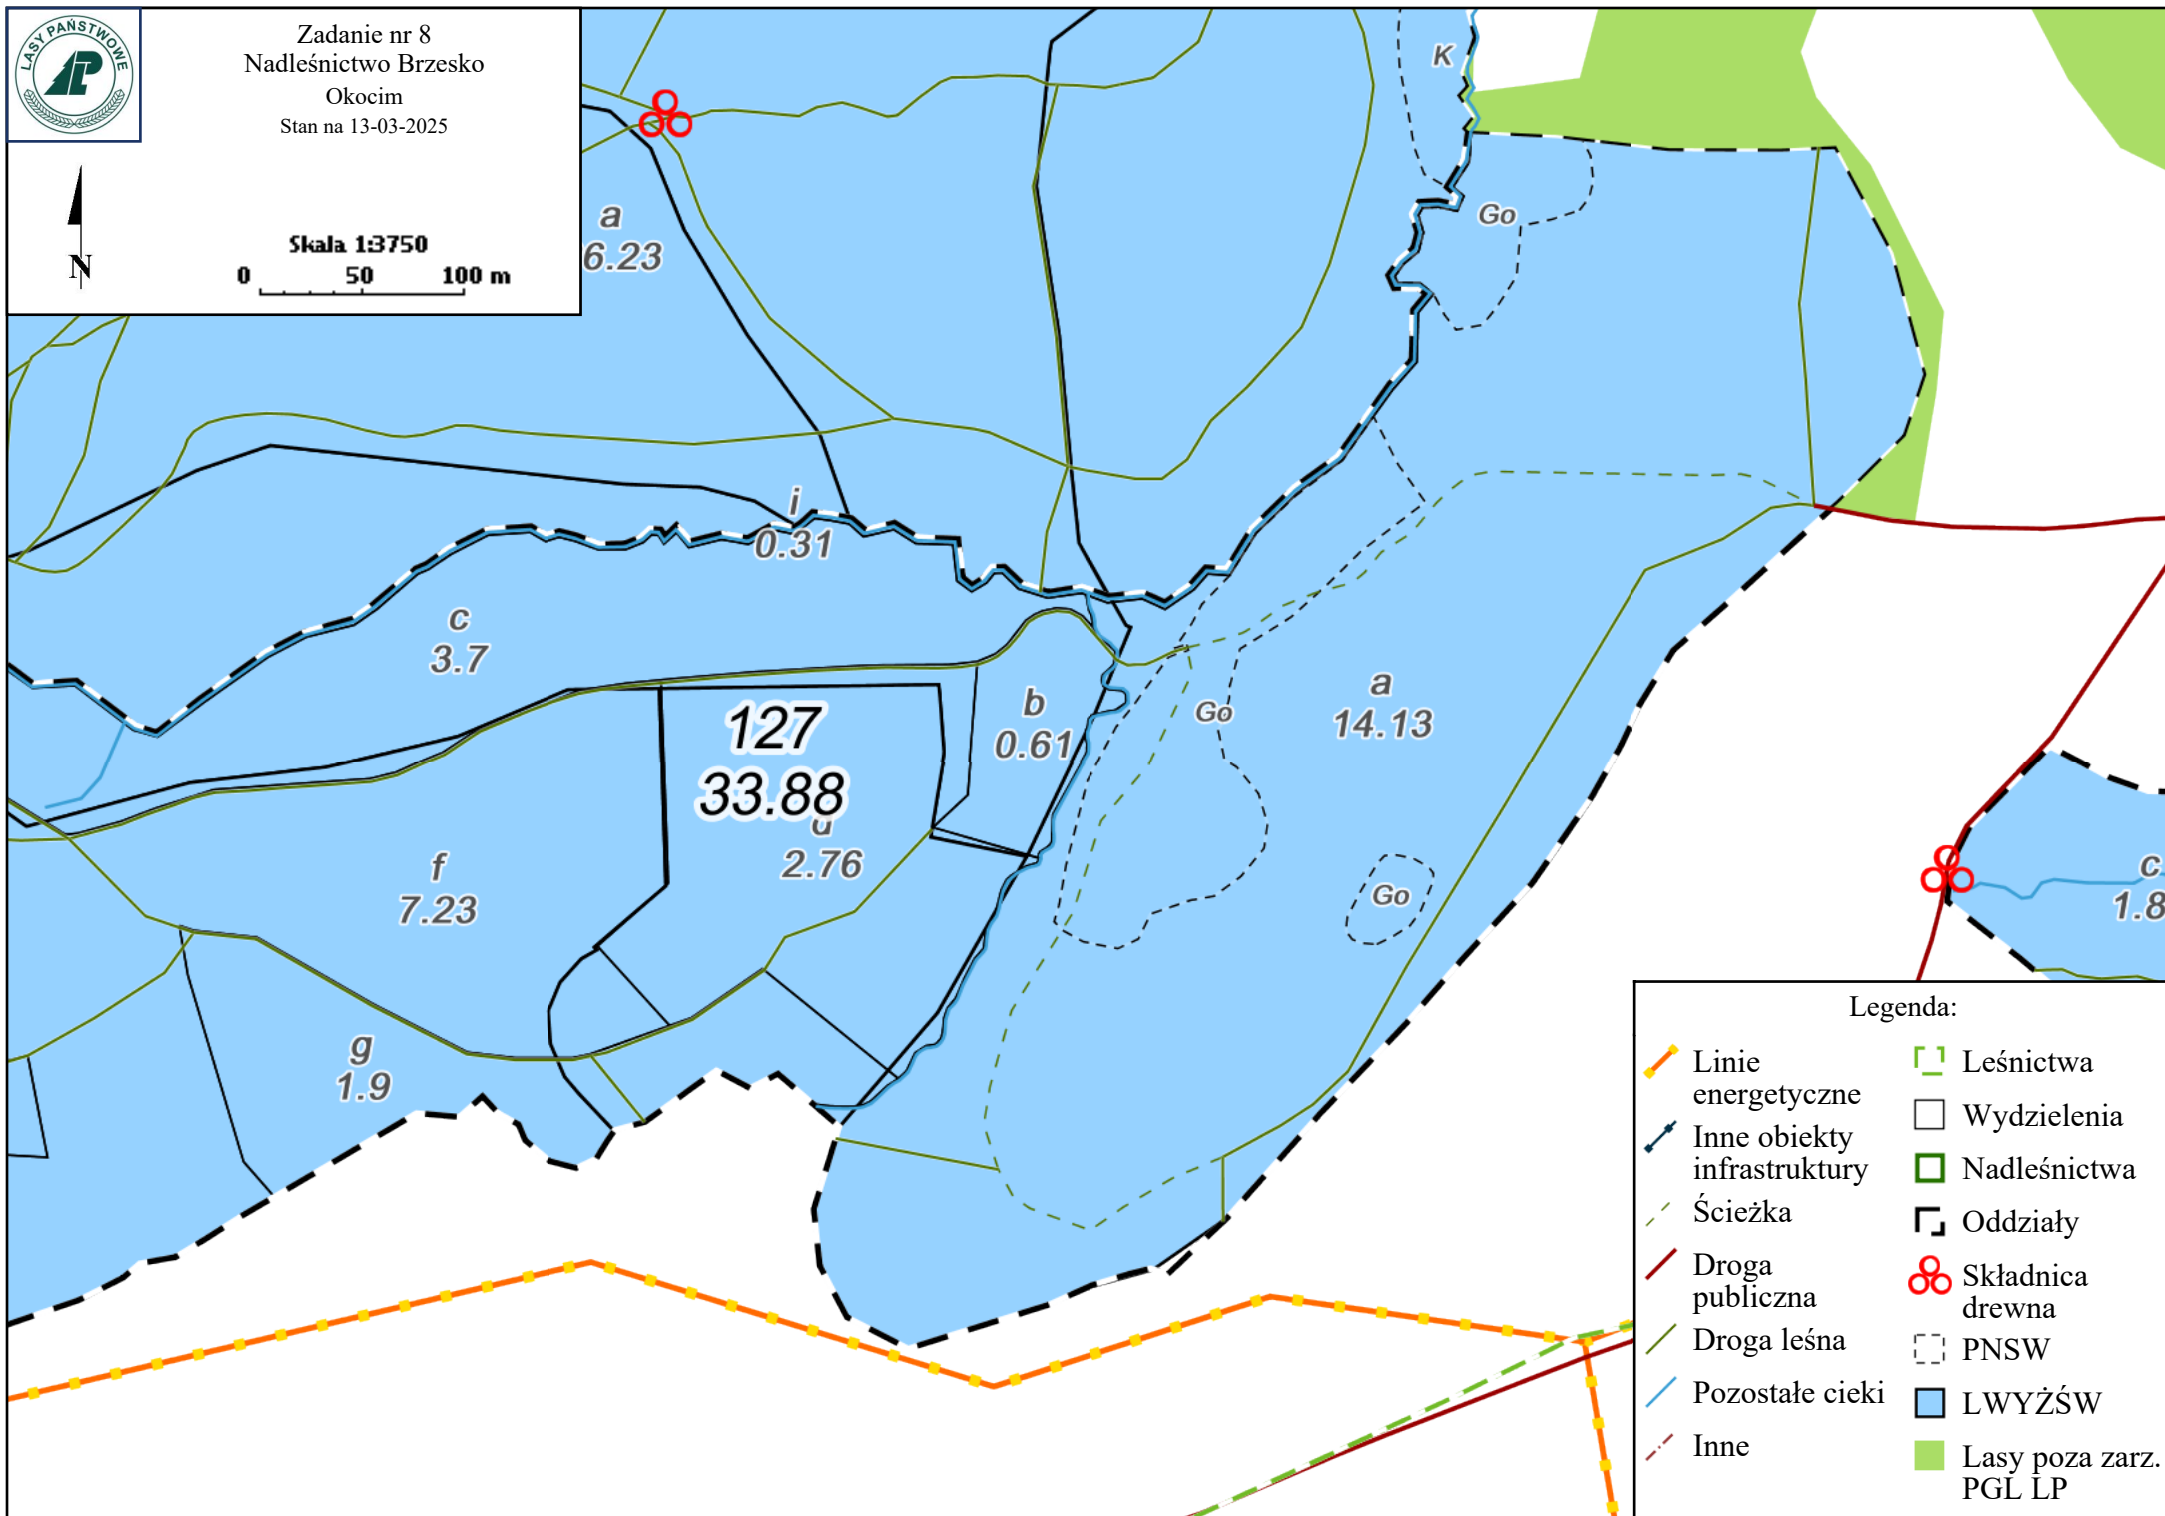 LASY PAŃSTWOWE
Zadanie nr 8
Nadleśnictwo Brzesko
Okocim
Stan na 13-03-2025
N
Skala 1:3750
0 50 100 m
K
Go
a
6.23
i
0.31
c
3.7
127
33.88
d
2.76
b
0.61
Go
a
14.13
f
7.23
Go
c
1.8
g
1.9
Legenda:
Linie
energetyczne
Inne obiekty
infrastruktury
Ścieżka
Droga
publiczna
Droga leśna
Pozostałe cieki
Inne
Leśnictwa
Wydzielenia
Nadleśnictwa
Oddziały
Składnica
drewna
PNSW
LWYŻŚW
Lasy poza zarz.
PGL LP